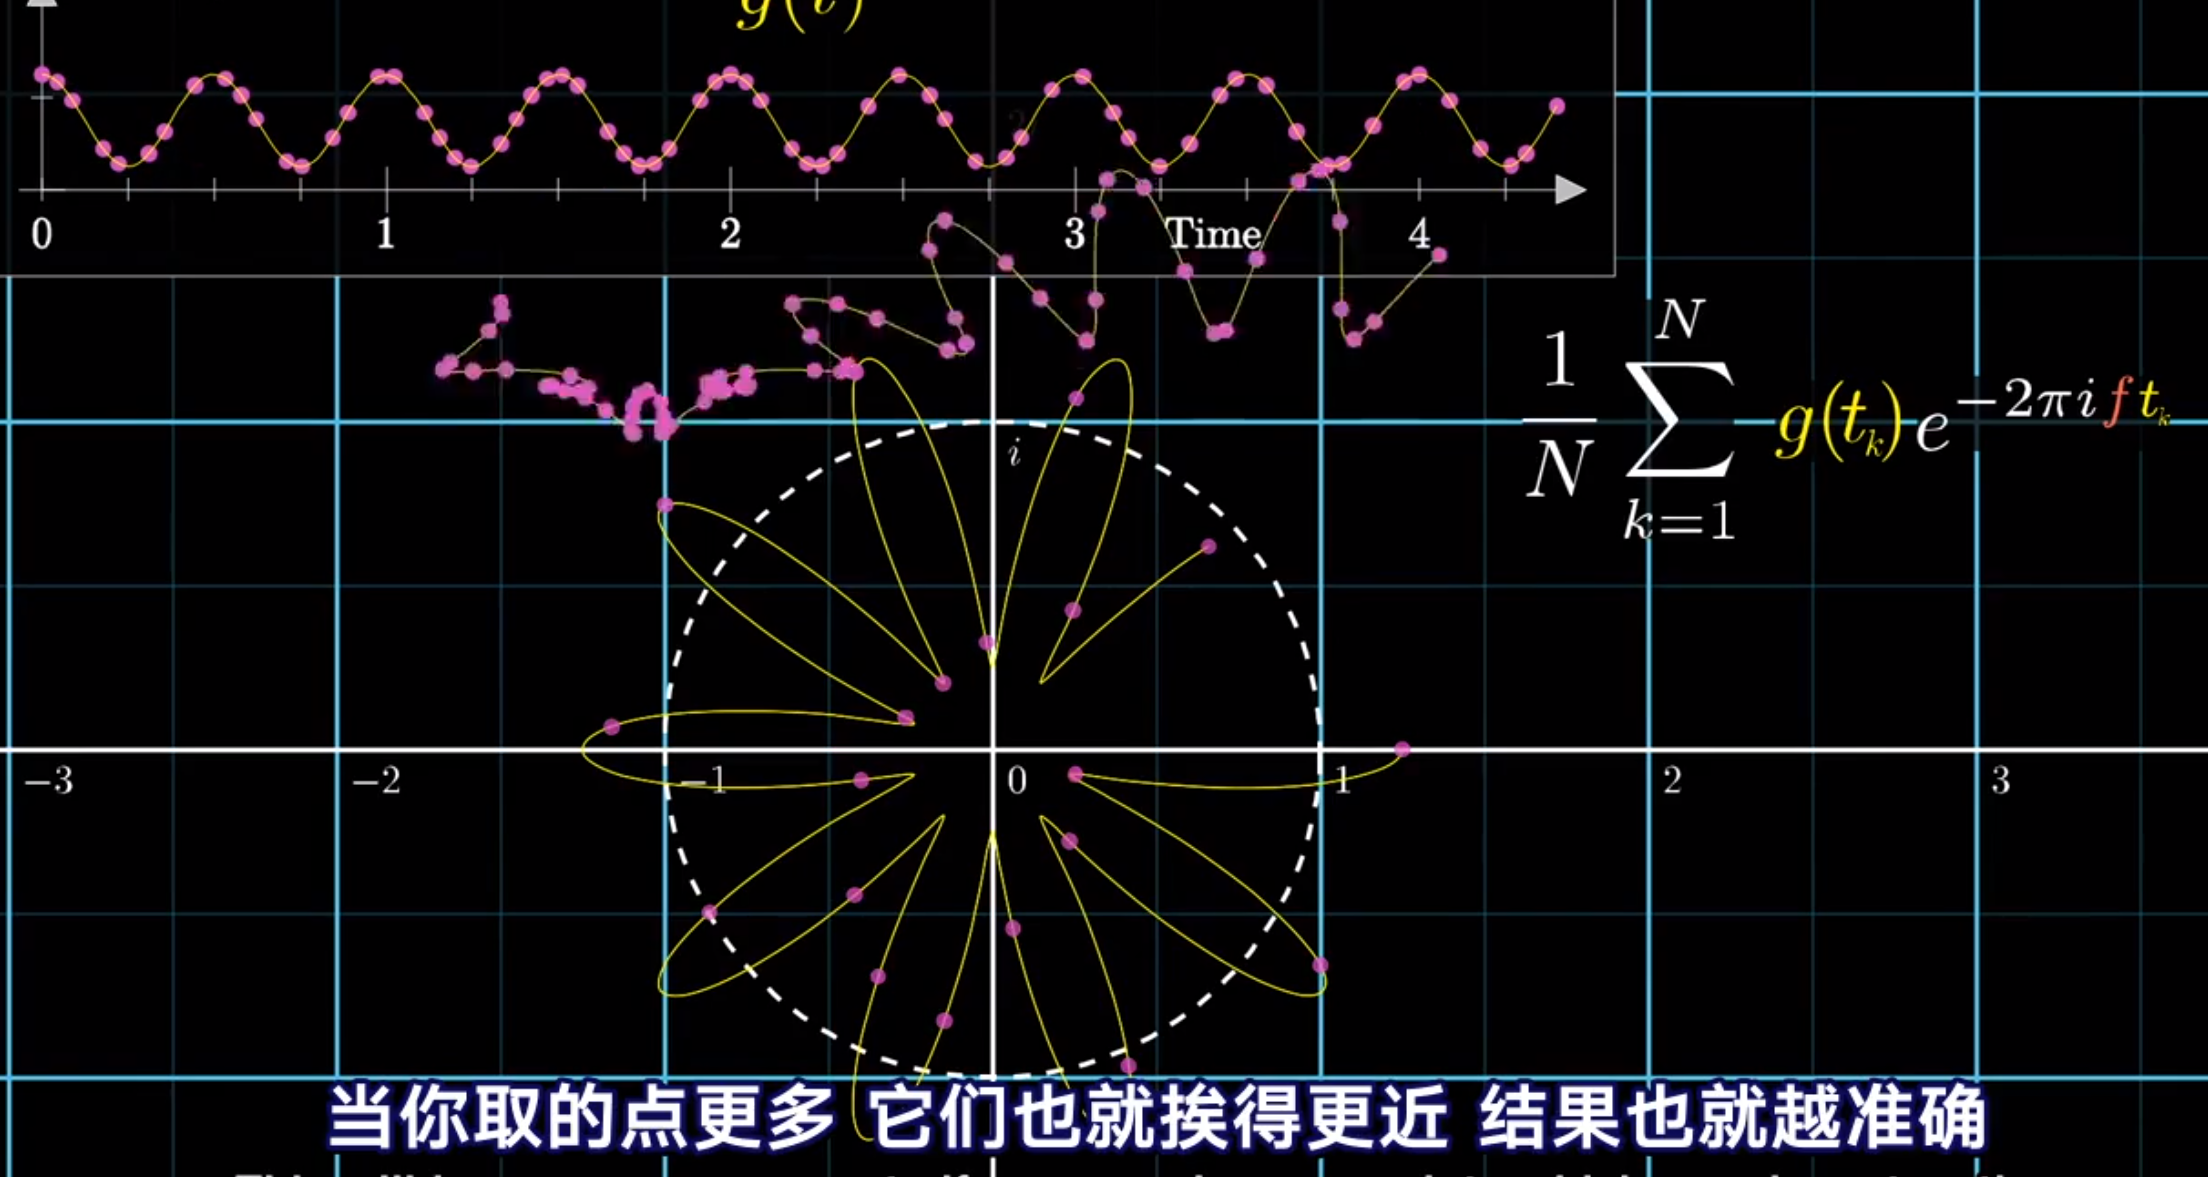 g(t)
0 1 2 3 Time 4
\frac{1}{N} \sum_{k=1}^{N} g(t_k) e^{-2\pi i f t_k}
i
−3 −2 −1 0 1 2 3
当你取的点更多 它们也就挨得更近 结果也就越准确